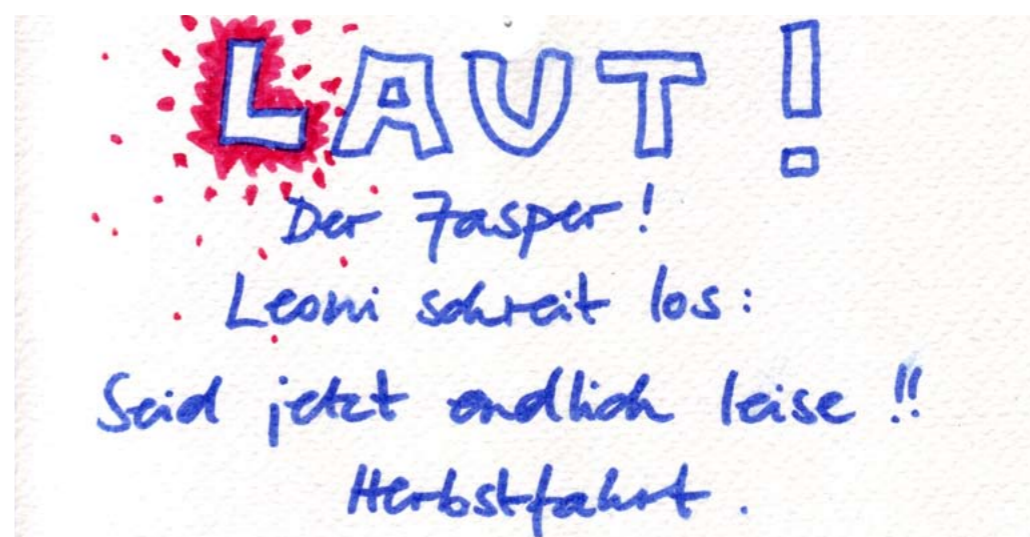 LAUT!
Der Jasper!
Leoni schreit los:
Seid jetzt endlich leise!!
Herbstfahrt.